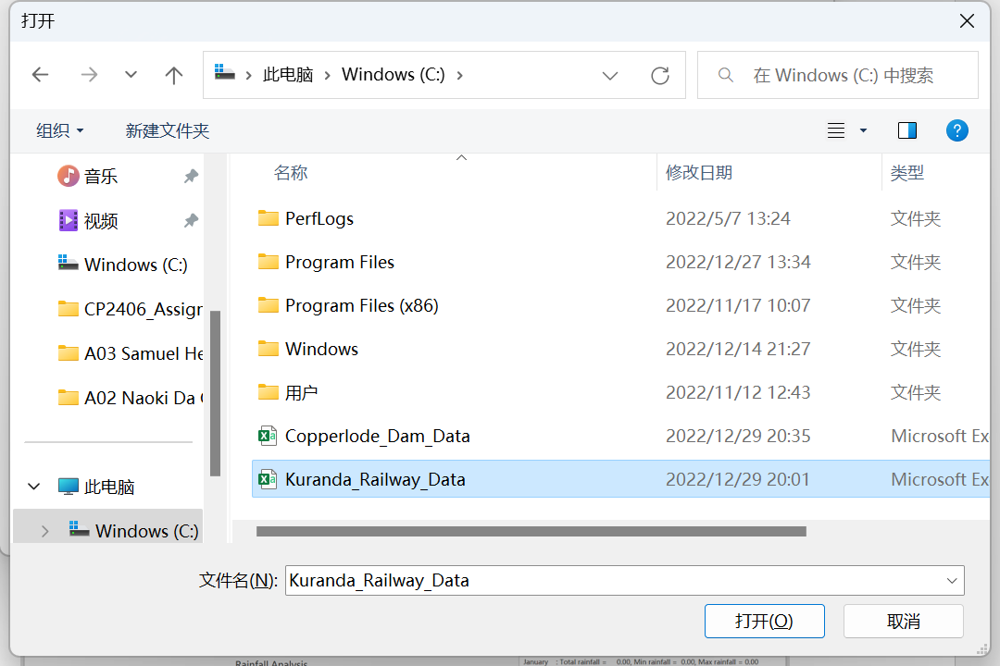 打开
此电脑 > Windows (C:) >
在 Windows (C:) 中搜索
组织
新建文件夹
音乐
视频
Windows (C:)
CP2406_Assigr
A03 Samuel He
A02 Naoki Da
此电脑
Windows (C:)
名称 修改日期 类型
PerfLogs 2022/5/7 13:24 文件夹
Program Files 2022/12/27 13:34 文件夹
Program Files (x86) 2022/11/17 10:07 文件夹
Windows 2022/12/14 21:27 文件夹
用户 2022/11/12 12:43 文件夹
Copperlode_Dam_Data 2022/12/29 20:35 Microsoft Ex
Kuranda_Railway_Data 2022/12/29 20:01 Microsoft Ex
文件名(N): Kuranda_Railway_Data
打开(O) 取消
Rainfall Analysis
January : Total rainfall = 0.00, Min rainfall = 0.00, Max rainfall = 0.00